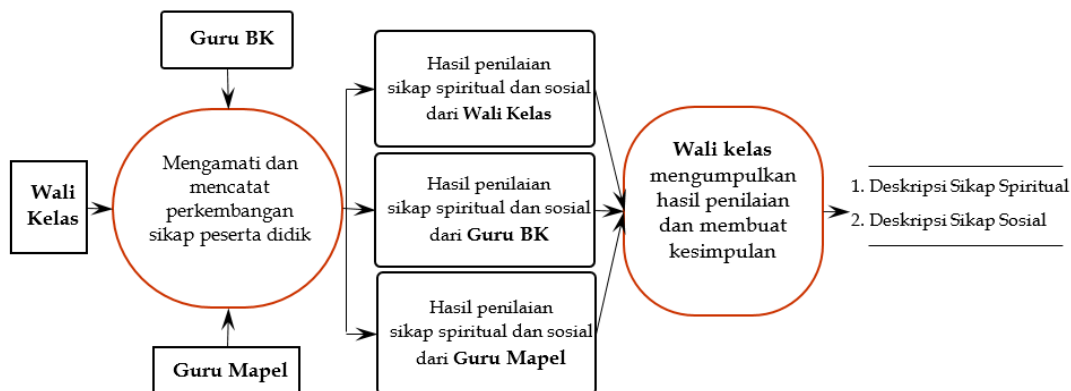 Guru BK
Wali
Kelas
Mengamati dan
mencatat
perkembangan
sikap peserta didik
Guru Mapel
Hasil penilaian
sikap spiritual dan sosial
dari Wali Kelas
Hasil penilaian
sikap spiritual dan sosial
dari Guru BK
Hasil penilaian
sikap spiritual dan sosial
dari Guru Mapel
Wali kelas
mengumpulkan
hasil penilaian
dan membuat
kesimpulan
1. Deskripsi Sikap Spiritual
2. Deskripsi Sikap Sosial